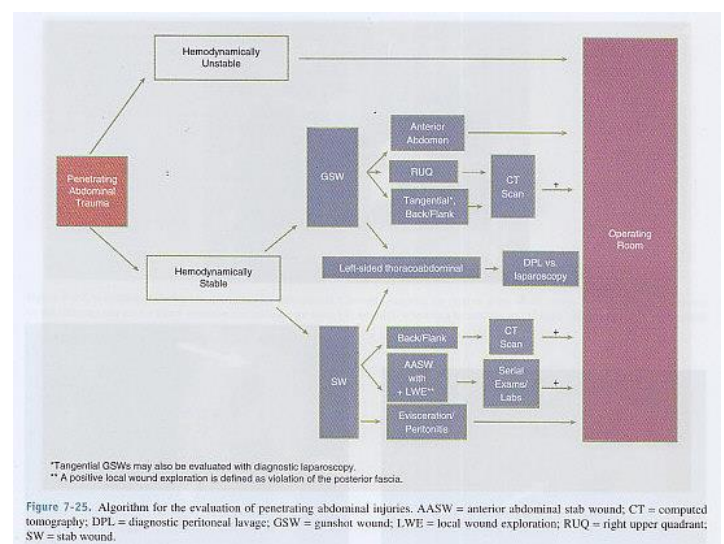 Hemodynamically
Unstable
Penetrating
Abdominal
Trauma
Hemodynamically
Stable
GSW
Anterior
Abdomen
RUQ
Tangential*,
Back/Flank
CT
Scan
+
Left-sided thoracoabdominal
DPL vs.
laparoscopy
SW
Back/Flank
CT
Scan
+
AASW
with
+ LWE**
Serial
Exams/
Labs
+
Evisceration/
Peritonitis
Operating
Room
*Tangential GSWs may also be evaluated with diagnostic laparoscopy.
** A positive local wound exploration is defined as violation of the posterior fascia.
Figure 7-25. Algorithm for the evaluation of penetrating abdominal injuries. AASW = anterior abdominal stab wound; CT = computed
tomography; DPL = diagnostic peritoneal lavage; GSW = gunshot wound; LWE = local wound exploration; RUQ = right upper quadrant;
SW = stab wound.